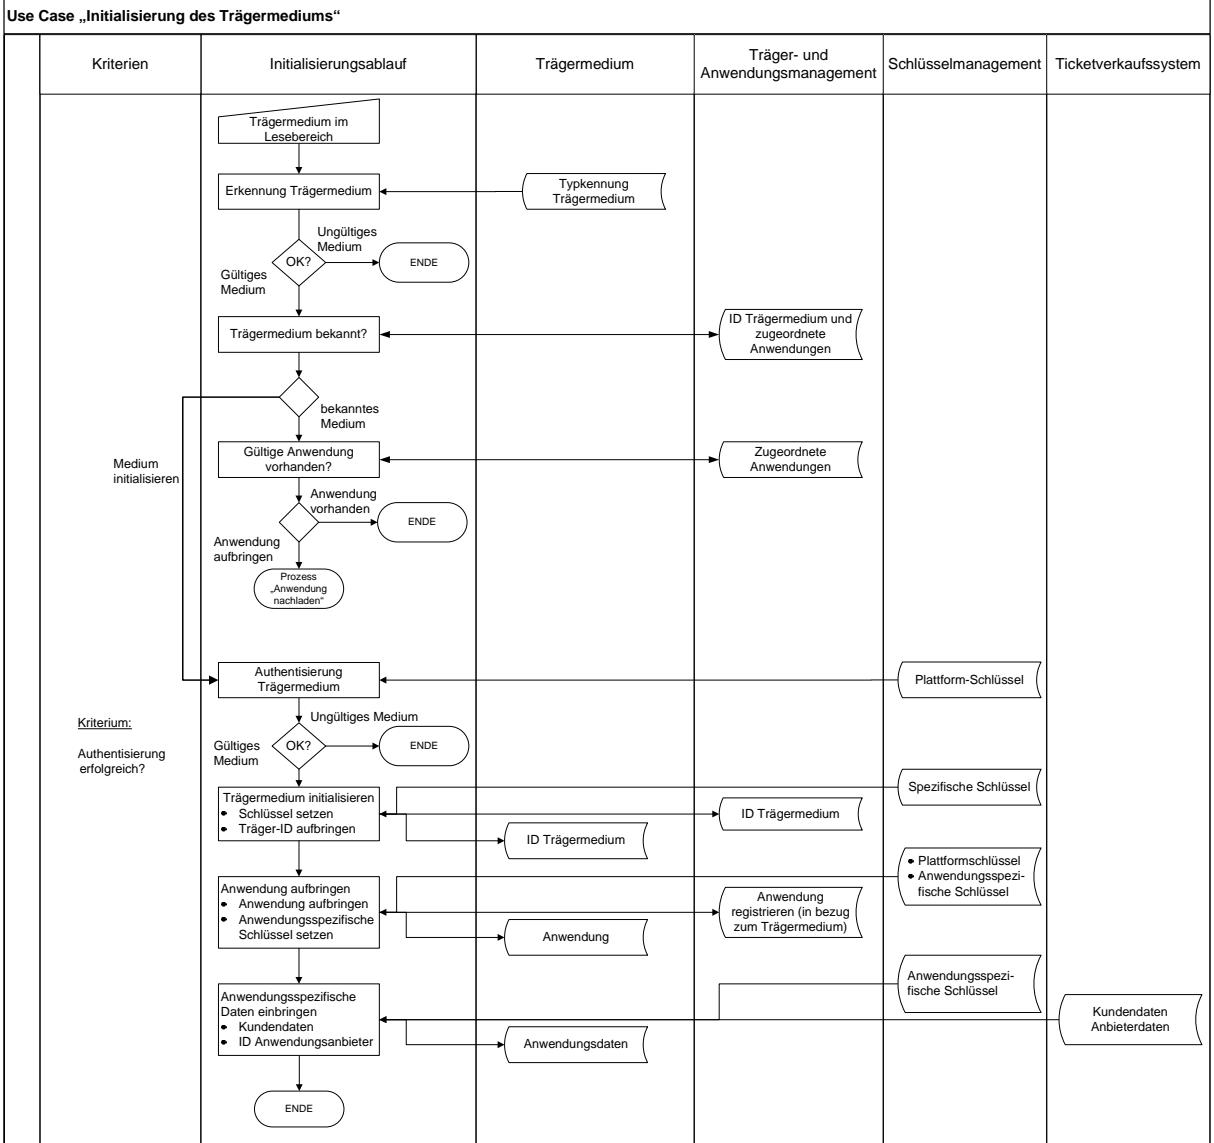 Use Case „Initialisierung des Trägermediums“
Kriterien
Initialisierungsablauf
Trägermedium
Träger- und
Anwendungsmanagement
Schlüsselmanagement
Ticketverkaufssystem
Trägermedium im
Lesebereich
Erkennung Trägermedium
Typkennung
Trägermedium
Ungültiges
Medium
OK?
ENDE
Gültiges
Medium
Trägermedium bekannt?
ID Trägermedium und
zugeordnete
Anwendungen
bekanntes
Medium
Medium
initialisieren
Gültige Anwendung
vorhanden?
Zugeordnete
Anwendungen
Anwendung
vorhanden
ENDE
Anwendung
aufbringen
Prozess
„Anwendung
nachladen“
Authentisierung
Trägermedium
Plattform-Schlüssel
Kriterium:
Authentisierung
erfolgreich?
Ungültiges Medium
Gültiges
Medium
OK?
ENDE
Trägermedium initialisieren
• Schlüssel setzen
• Träger-ID aufbringen
Spezifische Schlüssel
ID Trägermedium
ID Trägermedium
Anwendung aufbringen
• Anwendung aufbringen
• Anwendungsspezifische
Schlüssel setzen
• Plattformschlüssel
• Anwendungsspezi-
fische Schlüssel
Anwendung
registrieren (in bezug
zum Trägermedium)
Anwendung
Anwendungsspezifische
Daten einbringen
• Kundendaten
• ID Anwendungsanbieter
Anwendungsspezi-
fische Schlüssel
Kundendaten
Anbieterdaten
Anwendungsdaten
ENDE